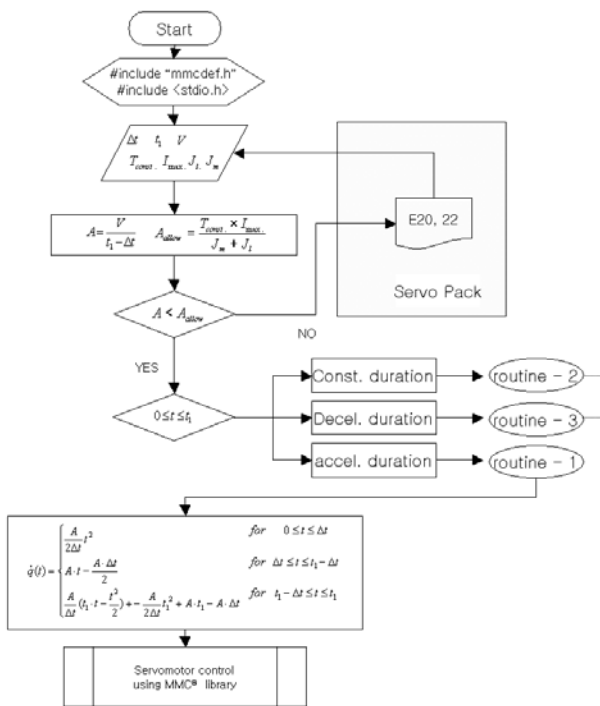 Start
#include "mmcdef.h"
#include <stdio.h>
Δt t₁ V
T_const. I_max. J_l. J_m
A = V / (t₁ - Δt) A_allow = (T_const. × I_max.) / (J_m + J_l)
E20, 22
Servo Pack
A < A_allow
NO
YES
0 ≤ t ≤ t₁
Const. duration
routine - 2
Decel. duration
routine - 3
accel. duration
routine - 1
q̇(t) = {
A / (2Δt) t² for 0 ≤ t ≤ Δt
A · t - (A · Δt) / 2 for Δt ≤ t ≤ t₁ - Δt
A / Δt (t₁ · t - t² / 2) + - A / (2Δt) t₁² + A · t₁ - A · Δt for t₁ - Δt ≤ t ≤ t₁
Servomotor control
using MMC® library